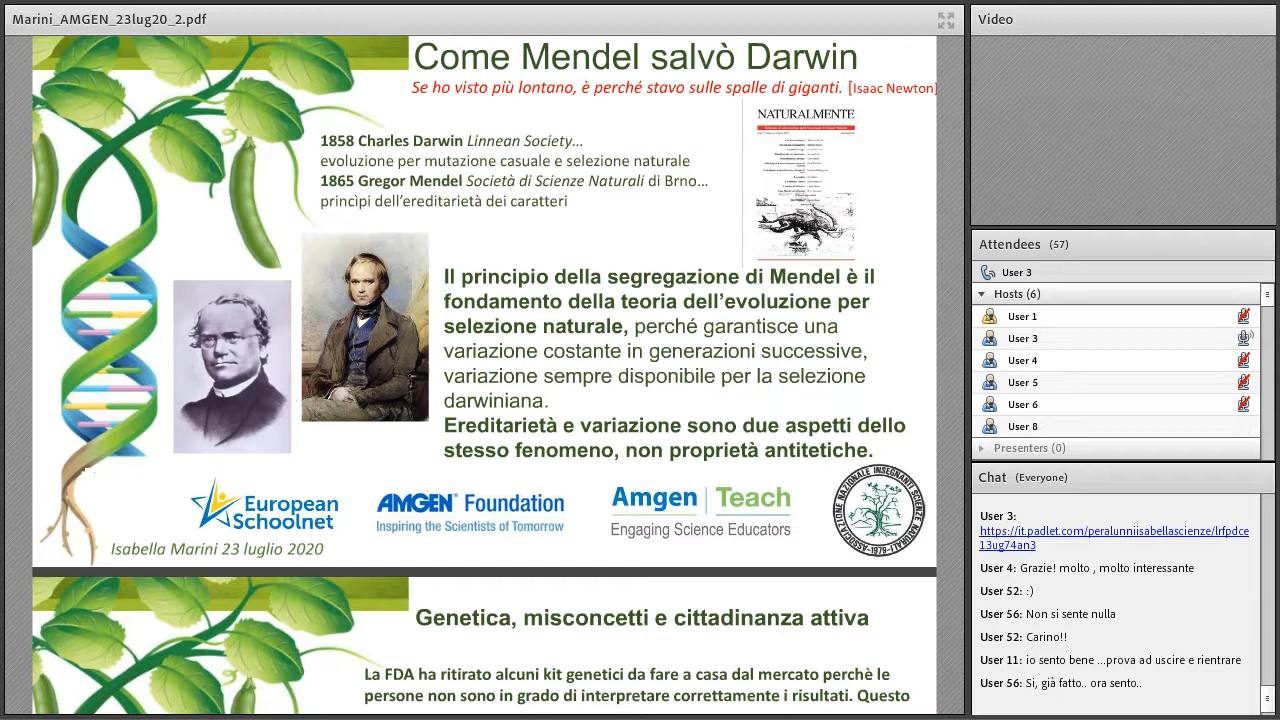 Marini_AMGEN_23lug20_2.pdf
Come Mendel salvò Darwin
Se ho visto più lontano, è perché stavo sulle spalle di giganti. [Isaac Newton]
1858 Charles Darwin Linnean Society…
evoluzione per mutazione casuale e selezione naturale
1865 Gregor Mendel Società di Scienze Naturali di Brno…
princìpi dell'ereditarietà dei caratteri
NATURALMENTE
Il principio della segregazione di Mendel è il
fondamento della teoria dell'evoluzione per
selezione naturale, perché garantisce una
variazione costante in generazioni successive,
variazione sempre disponibile per la selezione
darwiniana.
Ereditarietà e variazione sono due aspetti dello
stesso fenomeno, non proprietà antitetiche.
European
Schoolnet
AMGEN Foundation
Inspiring the Scientists of Tomorrow
Amgen Teach
Engaging Science Educators
ASSOCIAZIONE NAZIONALE INSEGNANTI SCIENZE NATURALI
-1979-
Isabella Marini 23 luglio 2020
Genetica, misconcetti e cittadinanza attiva
La FDA ha ritirato alcuni kit genetici da fare a casa dal mercato perchè le
persone non sono in grado di interpretare correttamente i risultati. Questo
Video
Attendees (57)
User 3
Hosts (6)
User 1
User 3
User 4
User 5
User 6
User 8
Presenters (0)
Chat (Everyone)
User 3:
https://it.padlet.com/peralunniisabellascienze/lrfpdce
13ug74an3
User 4: Grazie! molto , molto interessante
User 52: :)
User 56: Non si sente nulla
User 52: Carino!!
User 11: io sento bene ...prova ad uscire e rientrare
User 56: Si, già fatto.. ora sento..